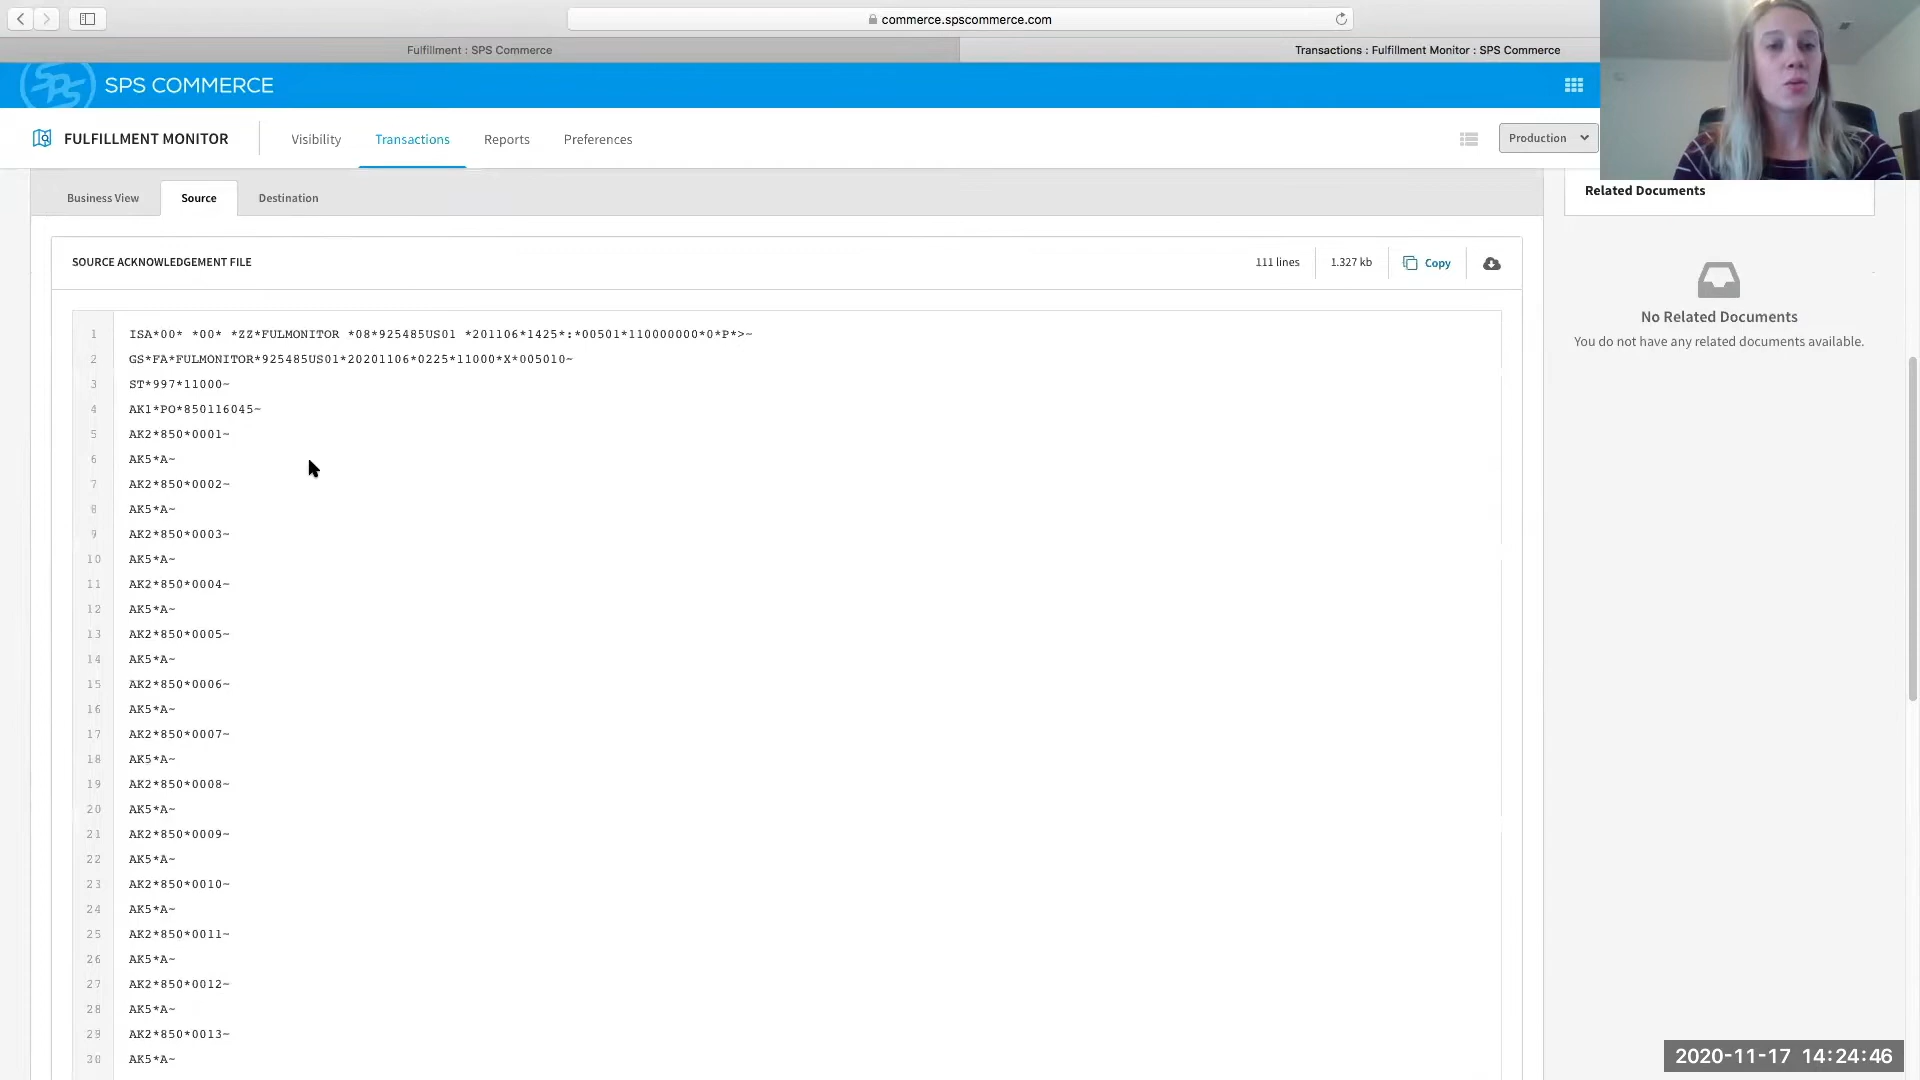 commerce.spscommerce.com
Fulfillment : SPS Commerce
Transactions : Fulfillment Monitor : SPS Commerce
SPS COMMERCE
FULFILLMENT MONITOR
Visibility
Transactions
Reports
Preferences
Production
Business View
Source
Destination
Related Documents
SOURCE ACKNOWLEDGEMENT FILE
111 lines
1.327 kb
Copy
No Related Documents
You do not have any related documents available.
1 ISA*00* *00* *ZZ*FULMONITOR *08*925485US01 *201106*1425*:*00501*110000000*0*P*>~
2 GS*FA*FULMONITOR*925485US01*20201106*0225*11000*X*005010~
3 ST*997*11000~
4 AK1*PO*850116045~
5 AK2*850*0001~
6 AK5*A~
7 AK2*850*0002~
8 AK5*A~
9 AK2*850*0003~
10 AK5*A~
11 AK2*850*0004~
12 AK5*A~
13 AK2*850*0005~
14 AK5*A~
15 AK2*850*0006~
16 AK5*A~
17 AK2*850*0007~
18 AK5*A~
19 AK2*850*0008~
20 AK5*A~
21 AK2*850*0009~
22 AK5*A~
23 AK2*850*0010~
24 AK5*A~
25 AK2*850*0011~
26 AK5*A~
27 AK2*850*0012~
28 AK5*A~
29 AK2*850*0013~
30 AK5*A~
2020-11-17 14:24:46